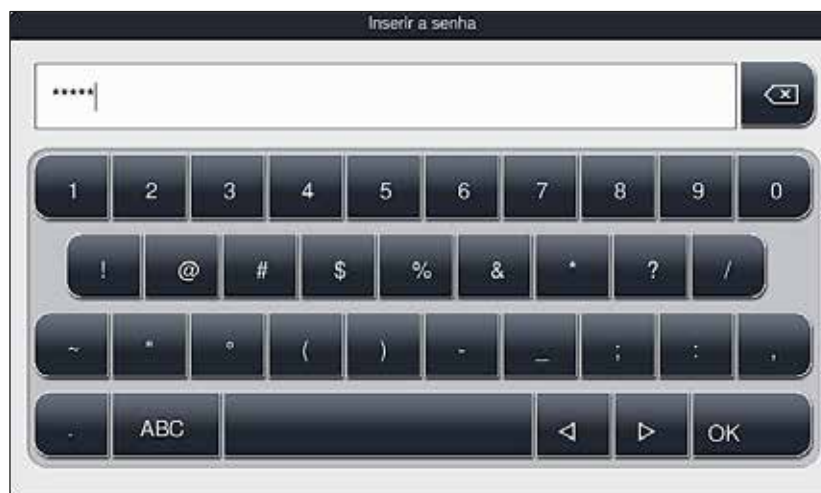 Inserir a senha
*****
1 2 3 4 5 6 7 8 9 0
! @ # $ % & * ? /
~ " ° ( ) - _ ; : ,
. ABC OK